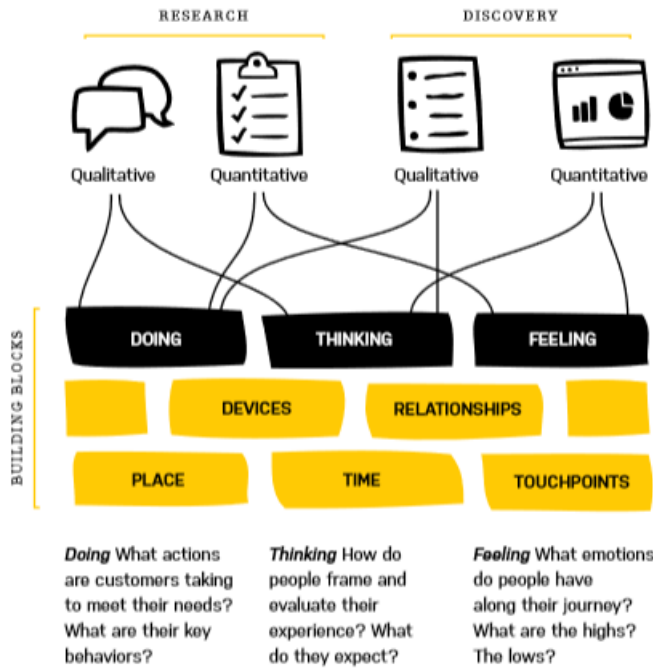 RESEARCH
DISCOVERY
Qualitative
Quantitative
Qualitative
Quantitative
BUILDING BLOCKS
DOING
THINKING
FEELING
DEVICES
RELATIONSHIPS
PLACE
TIME
TOUCHPOINTS
Doing What actions
are customers taking
to meet their needs?
What are their key
behaviors?
Thinking How do
people frame and
evaluate their
experience? What
do they expect?
Feeling What emotions
do people have
along their journey?
What are the highs?
The lows?